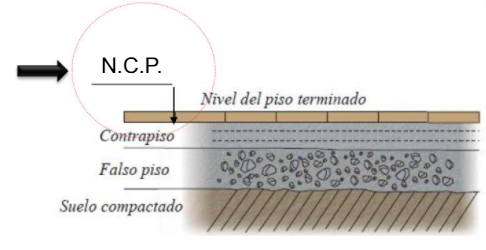 N.C.P.
Nivel del piso terminado
Contrapiso
Falso piso
Suelo compactado